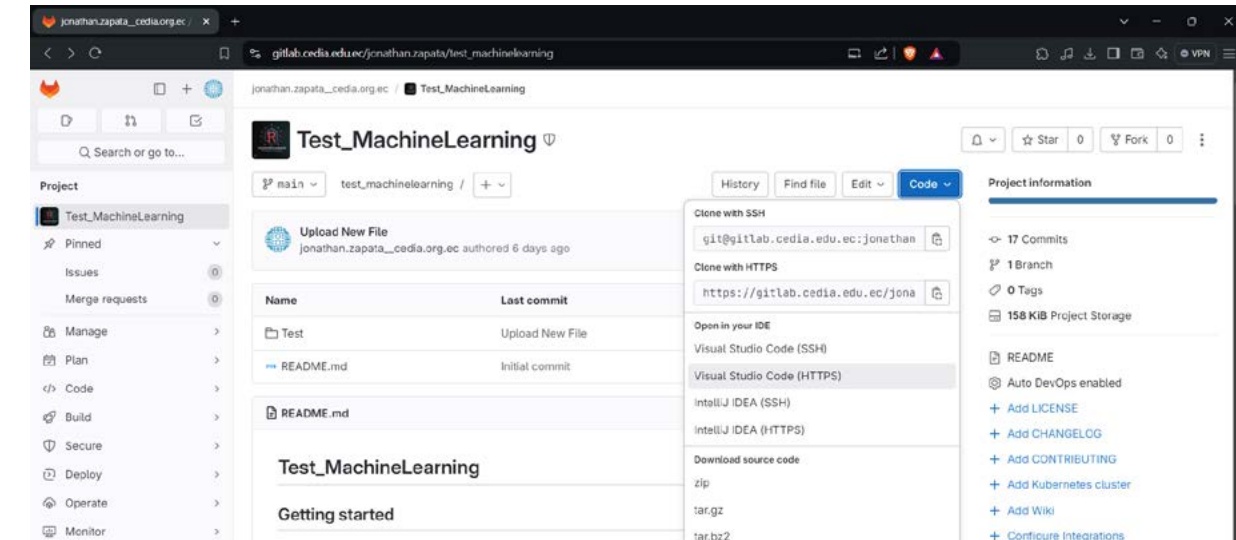 jonathan.zapata__cedia.org.ec /
gitlab.cedia.edu.ec/jonathan.zapata/test_machinelearning
VPN
jonathan.zapata__cedia.org.ec / Test_MachineLearning
Search or go to...
Test_MachineLearning
Star 0
Fork 0
Project
main
test_machinelearning /
History
Find file
Edit
Code
Project information
Test_MachineLearning
Pinned
Issues 0
Merge requests 0
Manage
Plan
Code
Build
Secure
Deploy
Operate
Monitor
Upload New File
jonathan.zapata__cedia.org.ec authored 6 days ago
Name Last commit
Test Upload New File
README.md Initial commit
README.md
Test_MachineLearning
Getting started
Clone with SSH
git@gitlab.cedia.edu.ec:jonathan
Clone with HTTPS
https://gitlab.cedia.edu.ec/jona
Open in your IDE
Visual Studio Code (SSH)
Visual Studio Code (HTTPS)
IntelliJ IDEA (SSH)
IntelliJ IDEA (HTTPS)
Download source code
zip
tar.gz
tar.bz2
17 Commits
1 Branch
0 Tags
158 KiB Project Storage
README
Auto DevOps enabled
+ Add LICENSE
+ Add CHANGELOG
+ Add CONTRIBUTING
+ Add Kubernetes cluster
+ Add Wiki
+ Configure Integrations